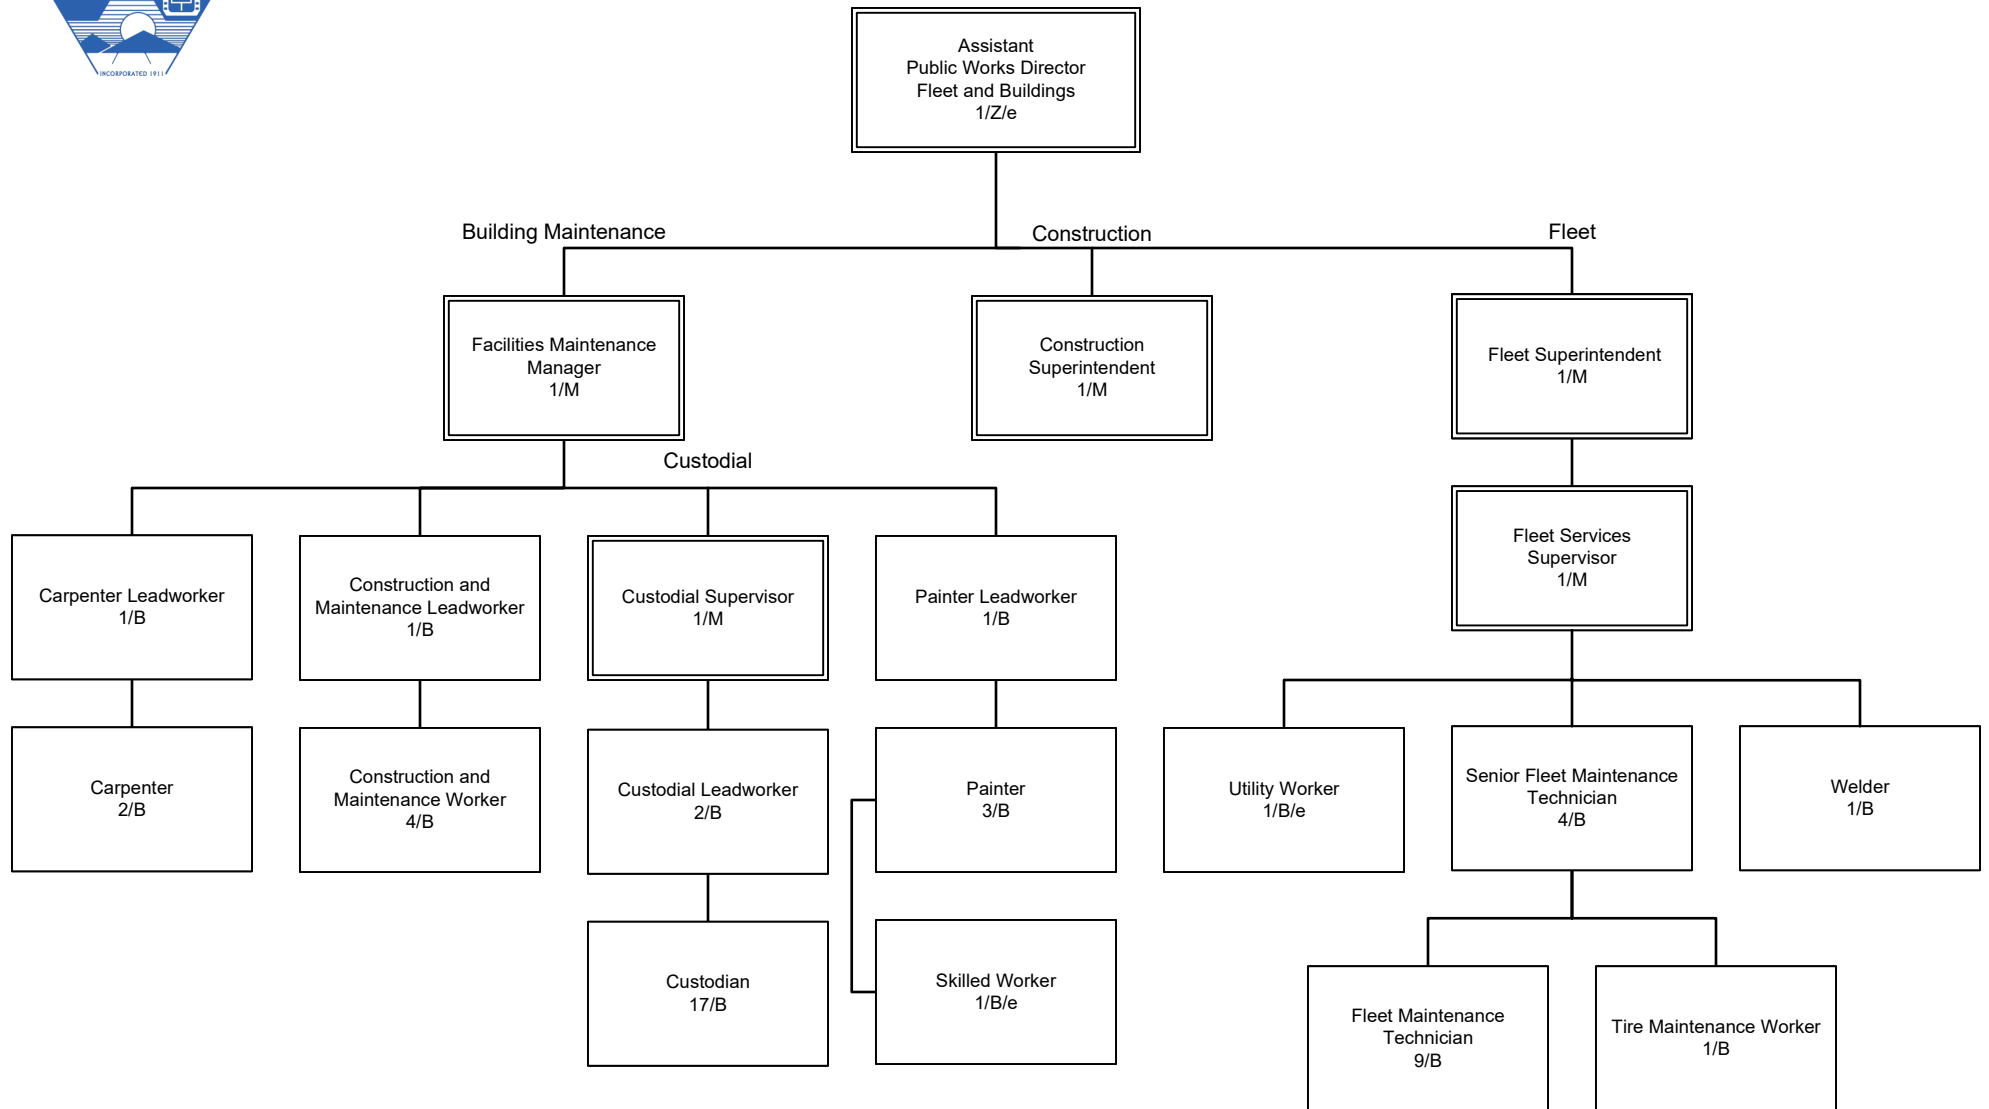 INCORPORATED 1911
Assistant
Public Works Director
Fleet and Buildings
1/Z/e
Building Maintenance
Construction
Fleet
Facilities Maintenance
Manager
1/M
Construction
Superintendent
1/M
Fleet Superintendent
1/M
Custodial
Fleet Services
Supervisor
1/M
Carpenter Leadworker
1/B
Construction and
Maintenance Leadworker
1/B
Custodial Supervisor
1/M
Painter Leadworker
1/B
Carpenter
2/B
Construction and
Maintenance Worker
4/B
Custodial Leadworker
2/B
Painter
3/B
Utility Worker
1/B/e
Senior Fleet Maintenance
Technician
4/B
Welder
1/B
Custodian
17/B
Skilled Worker
1/B/e
Fleet Maintenance
Technician
9/B
Tire Maintenance Worker
1/B